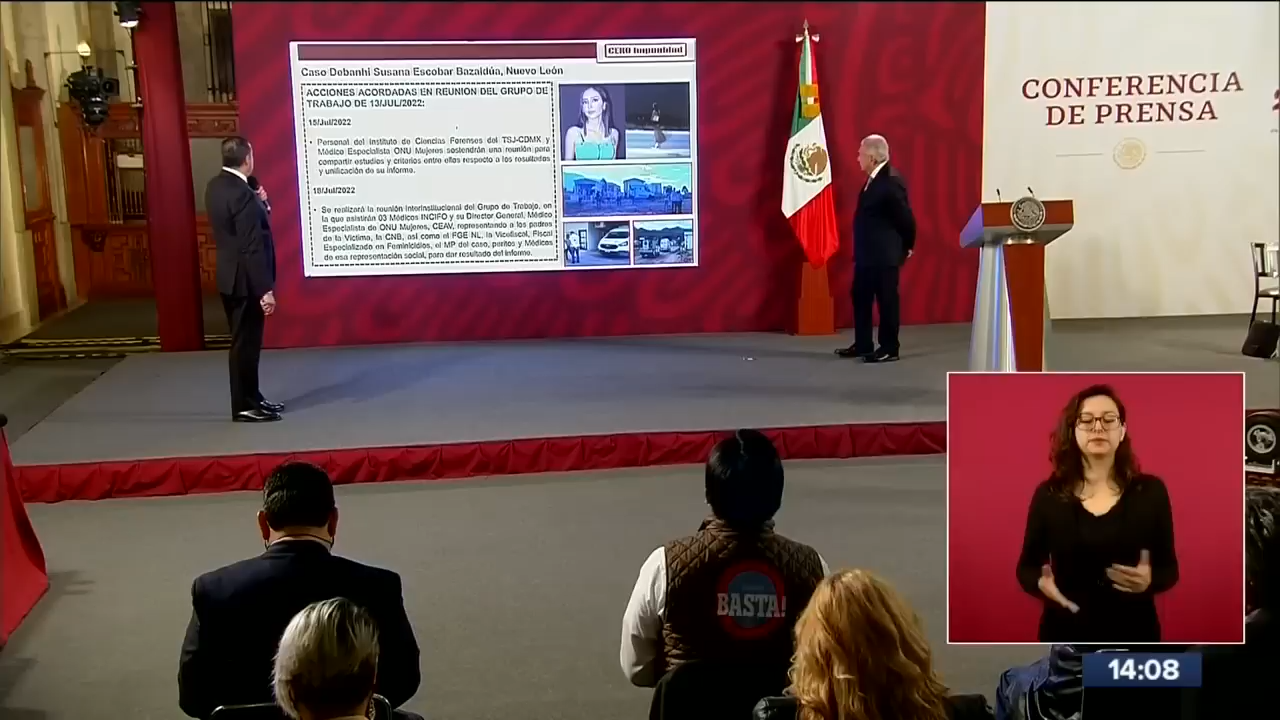 CERO Impunidad
Caso Debanhi Susana Escobar Bazaldúa, Nuevo León
ACCIONES ACORDADAS EN REUNION DEL GRUPO DE
TRABAJO DE 13/JUL/2022:
15/Jul/2022
• Personal del Instituto de Ciencias Forenses del TSJ-CDMX y
Médico Especialista ONU Mujeres sostendrán una reunión para
compartir estudios y criterios entre ellos respecto a los resultados
y unificación de su informe.
18/Jul/2022
• Se realizará la reunión Interinstitucional del Grupo de Trabajo, en
la que asistirán 03 Médicos INCIFO y su Director General, Médico
Especialista de ONU Mujeres, CEAV, representando a los padres
de la Víctima, la CNB, así como el FGE NL, la Vicefiscal, Fiscal
Especializado en Feminicidios, el MP del caso, peritos y Médicos
de esa representación social, para dar resultado del informe.
CONFERENCIA
DE PRENSA
BASTA!
14:08